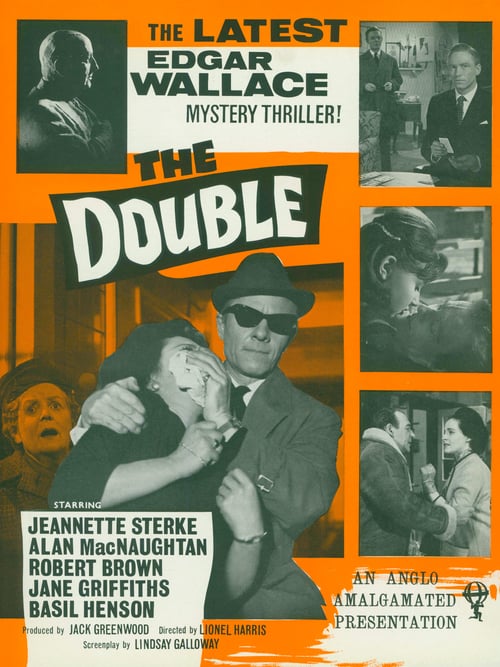 THE LATEST
EDGAR
WALLACE
MYSTERY THRILLER!
THE
DOUBLE
STARRING
JEANNETTE STERKE
ALAN MacNAUGHTAN
ROBERT BROWN
JANE GRIFFITHS
BASIL HENSON
Produced by JACK GREENWOOD Directed by LIONEL HARRIS
Screenplay by LINDSAY GALLOWAY
AN ANGLO
AMALGAMATED
PRESENTATION